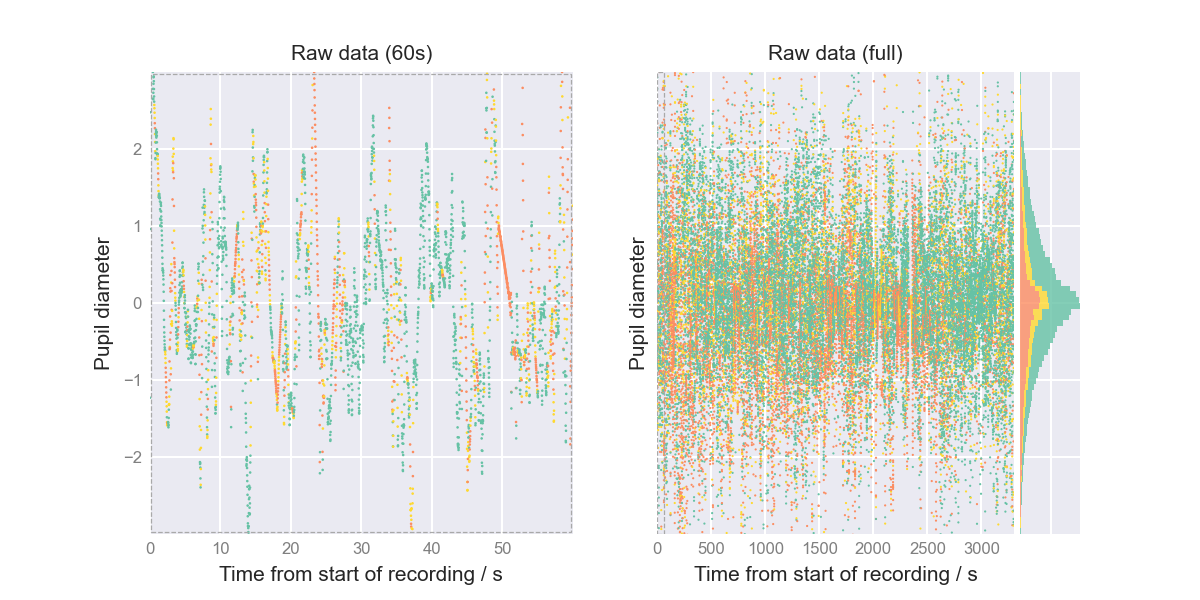 Raw data (60s)
Pupil diameter
2
1
0
−1
−2
0 10 20 30 40 50
Time from start of recording / s
Raw data (full)
Pupil diameter
0 500 1000 1500 2000 2500 3000
Time from start of recording / s